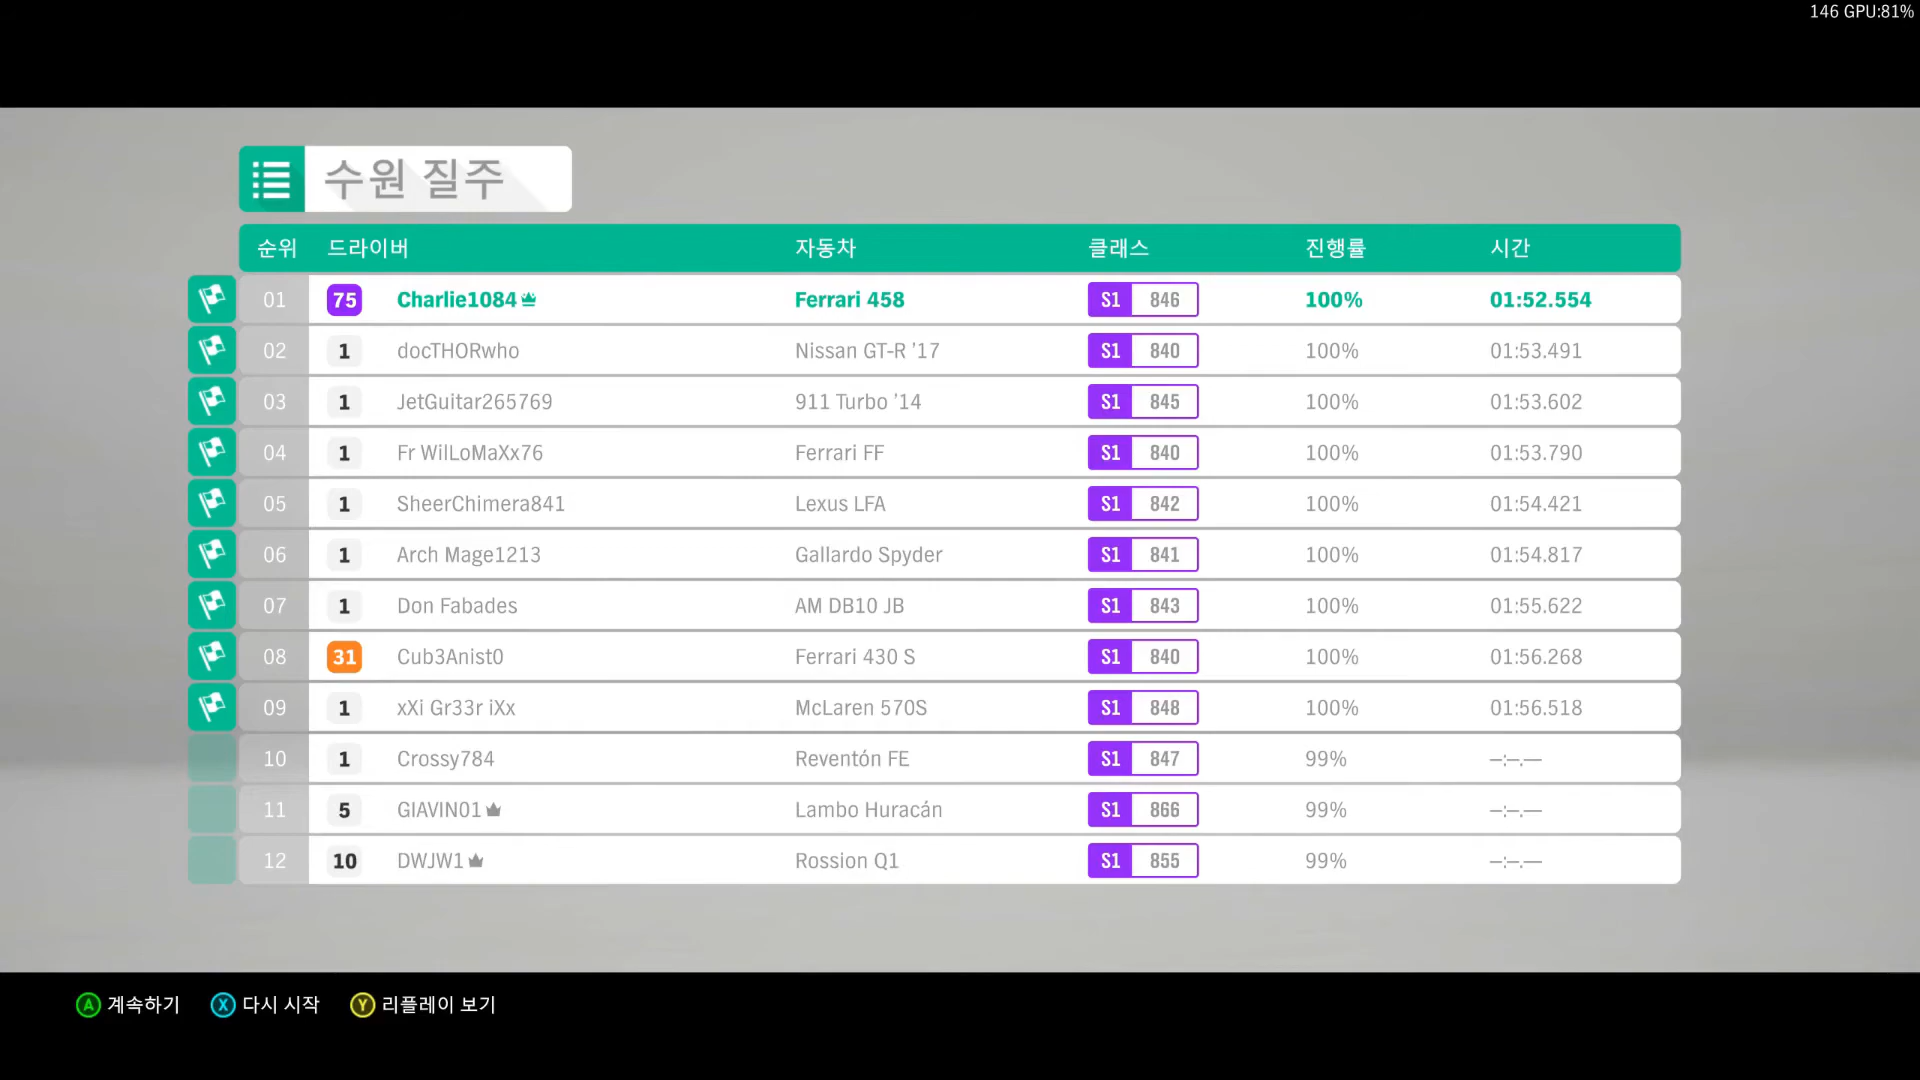 146 GPU:81%
수원 질주
순위 드라이버 자동차 클래스 진행률 시간
01 75 Charlie1084 Ferrari 458 S1 846 100% 01:52.554
02 1 docTHORwho Nissan GT-R ’17 S1 840 100% 01:53.491
03 1 JetGuitar265769 911 Turbo ’14 S1 845 100% 01:53.602
04 1 Fr WilLoMaXx76 Ferrari FF S1 840 100% 01:53.790
05 1 SheerChimera841 Lexus LFA S1 842 100% 01:54.421
06 1 Arch Mage1213 Gallardo Spyder S1 841 100% 01:54.817
07 1 Don Fabades AM DB10 JB S1 843 100% 01:55.622
08 31 Cub3Anist0 Ferrari 430 S S1 840 100% 01:56.268
09 1 xXi Gr33r iXx McLaren 570S S1 848 100% 01:56.518
10 1 Crossy784 Reventón FE S1 847 99% –:–.––
11 5 GIAVIN01 Lambo Huracán S1 866 99% –:–.––
12 10 DWJW1 Rossion Q1 S1 855 99% –:–.––
A 계속하기 X 다시 시작 Y 리플레이 보기